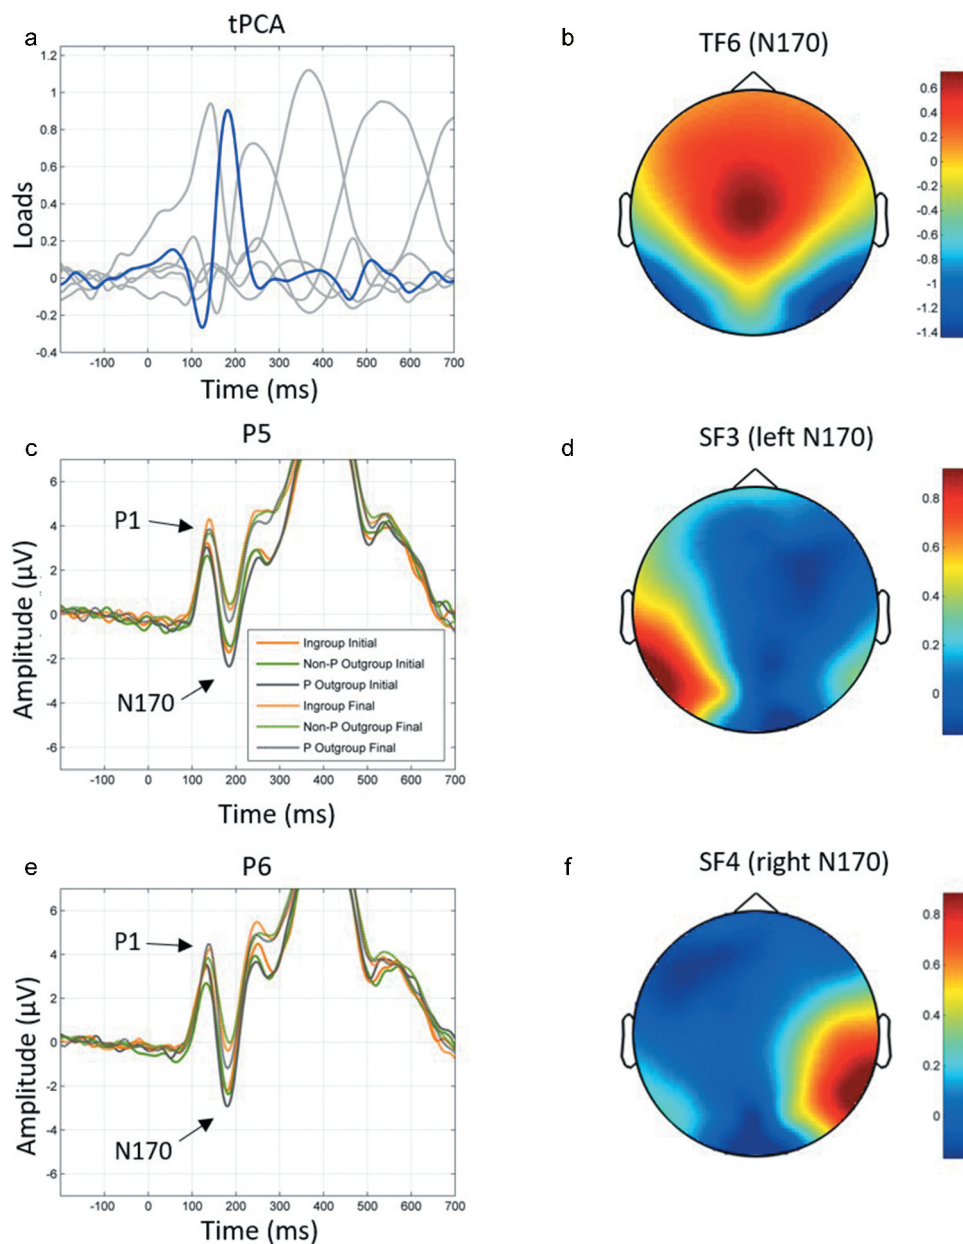 a
tPCA
1.2
1
0.8
0.6
0.4
0.2
0
-0.2
-0.4
Loads
-100 0 100 200 300 400 500 600 700
Time (ms)
b
TF6 (N170)
0.6
0.4
0.2
0
-0.2
-0.4
-0.6
-0.8
-1
-1.2
-1.4
c
P5
6
4
2
0
-2
-4
-6
Amplitude (µV)
P1
N170
Ingroup Initial
Non-P Outgroup Initial
P Outgroup Initial
Ingroup Final
Non-P Outgroup Final
P Outgroup Final
-100 0 100 200 300 400 500 600 700
Time (ms)
d
SF3 (left N170)
0.8
0.6
0.4
0.2
0
e
P6
6
4
2
0
-2
-4
-6
Amplitude (µV)
P1
N170
-100 0 100 200 300 400 500 600 700
Time (ms)
f
SF4 (right N170)
0.8
0.6
0.4
0.2
0